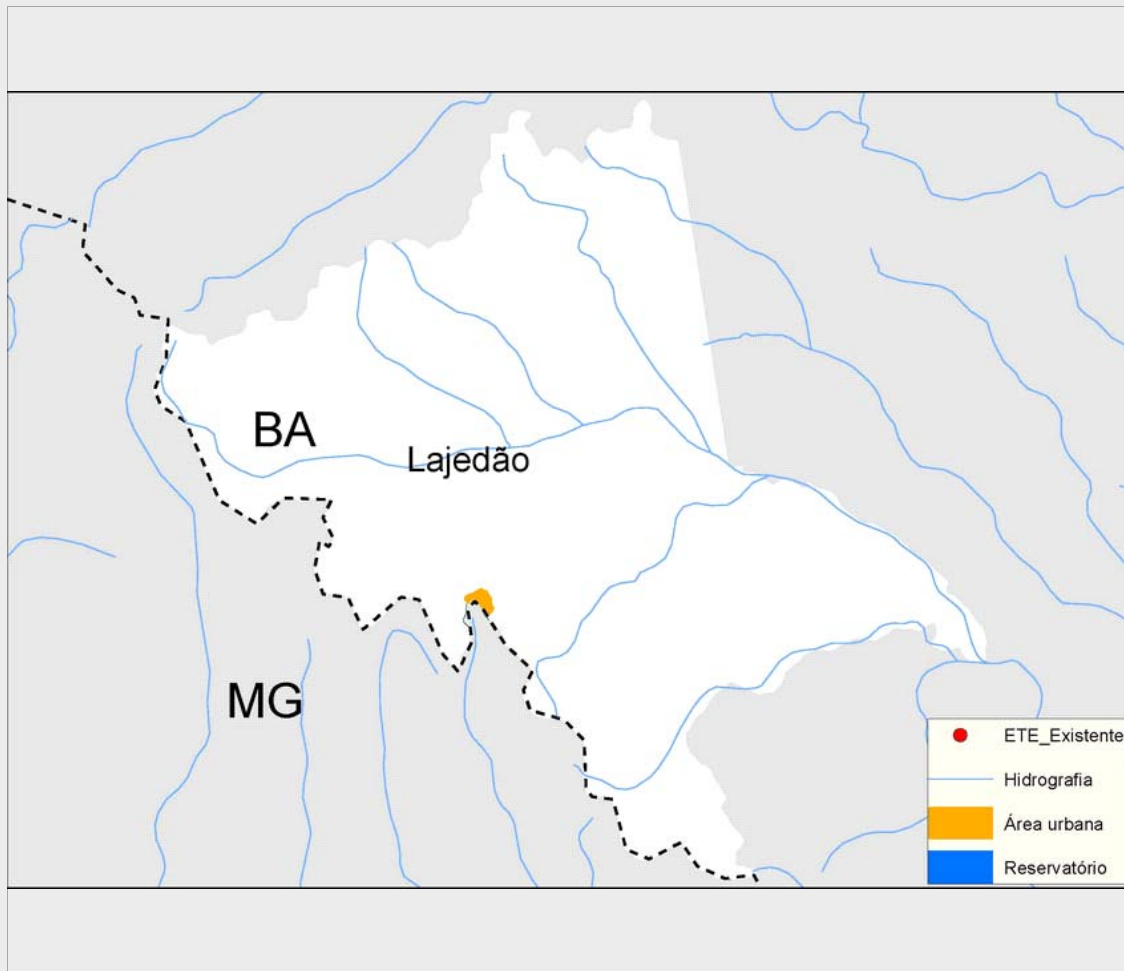 BA
Lajedão
MG
ETE_Existente
Hidrografia
Área urbana
Reservatório